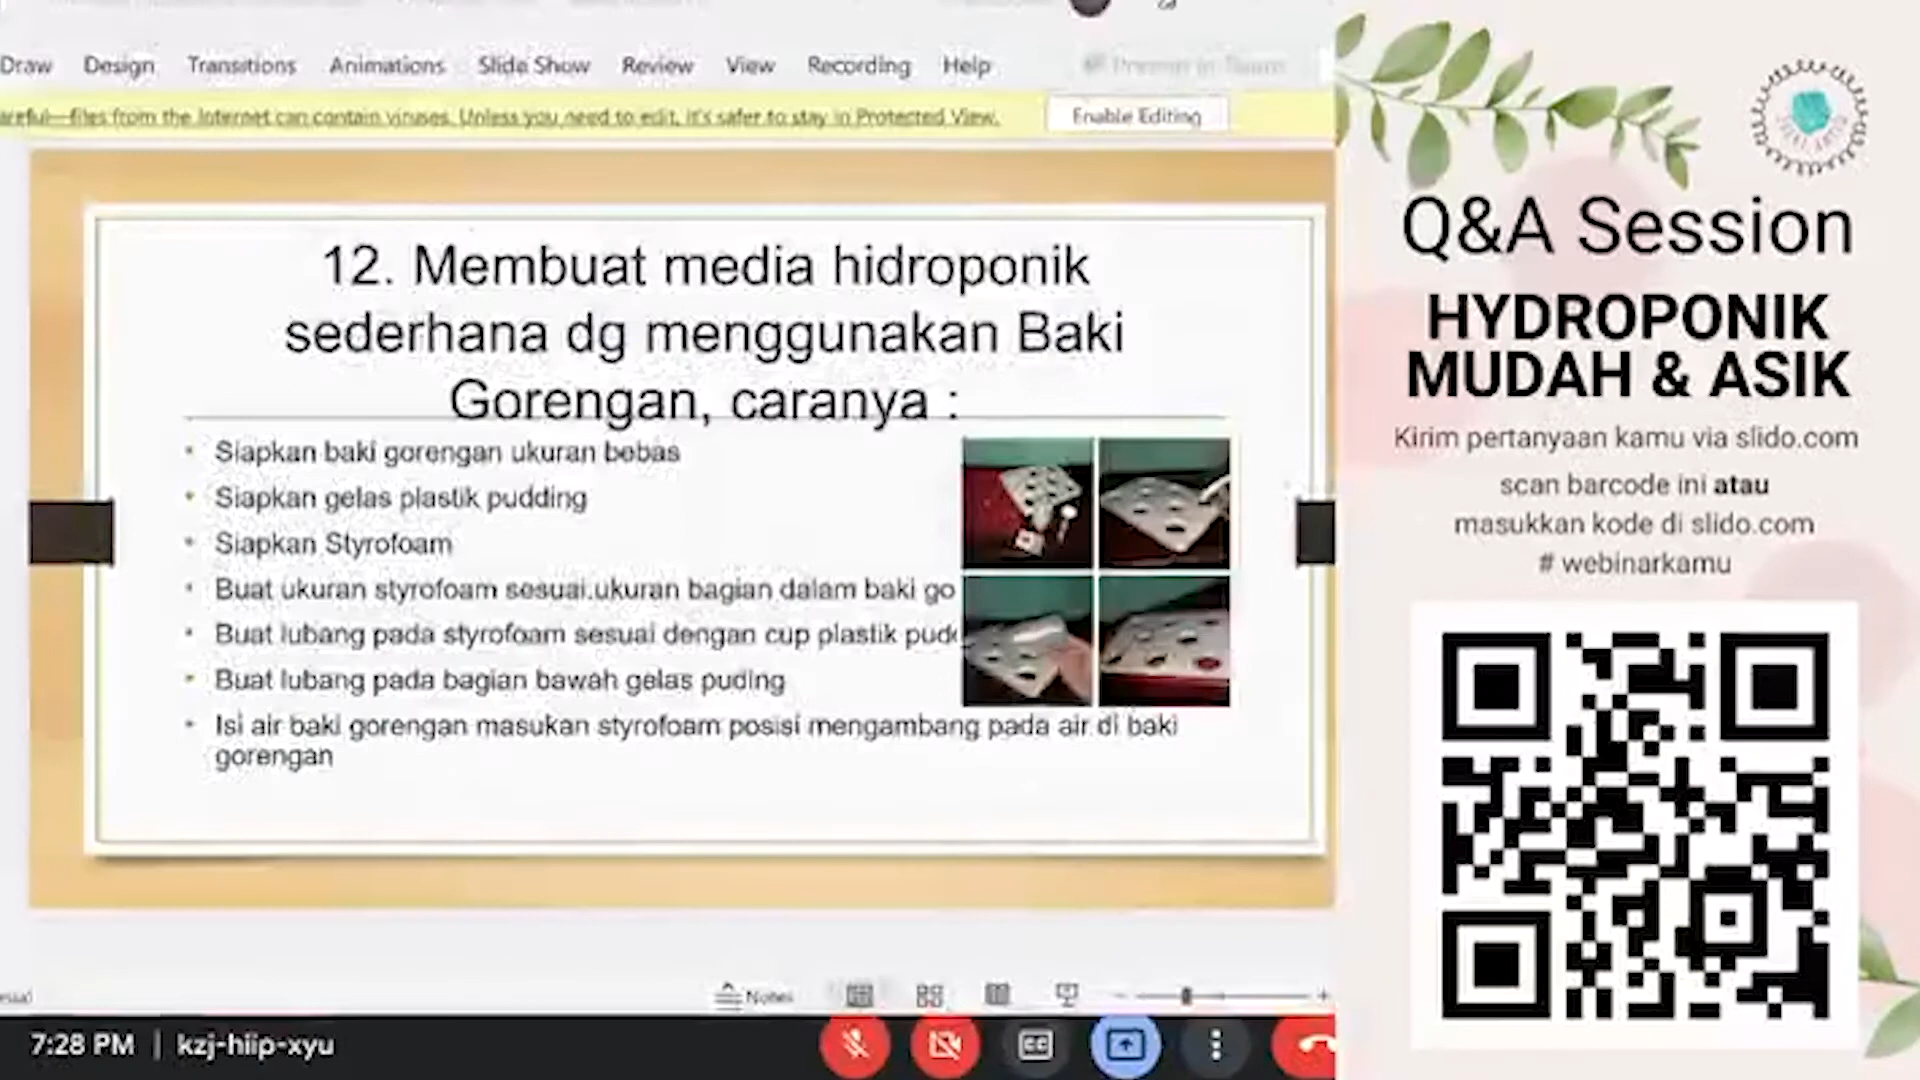 Draw Design Transitions Animations Slide Show Review View Recording Help
files from the Internet can contain viruses. Unless you need to edit, it's safer to stay in Protected View. Enable Editing
12. Membuat media hidroponik
sederhana dg menggunakan Baki
Gorengan, caranya :
• Siapkan baki gorengan ukuran bebas
• Siapkan gelas plastik pudding
• Siapkan Styrofoam
• Buat ukuran styrofoam sesuai.ukuran bagian dalam baki go
• Buat lubang pada styrofoam sesuai dengan cup plastik pud
• Buat lubang pada bagian bawah gelas puding
• Isi air baki gorengan masukan styrofoam posisi mengambang pada air di baki
gorengan
Notes
7:28 PM | kzj-hiip-xyu
CC
Q&A Session
HYDROPONIK
MUDAH & ASIK
Kirim pertanyaan kamu via slido.com
scan barcode ini atau
masukkan kode di slido.com
# webinarkamu